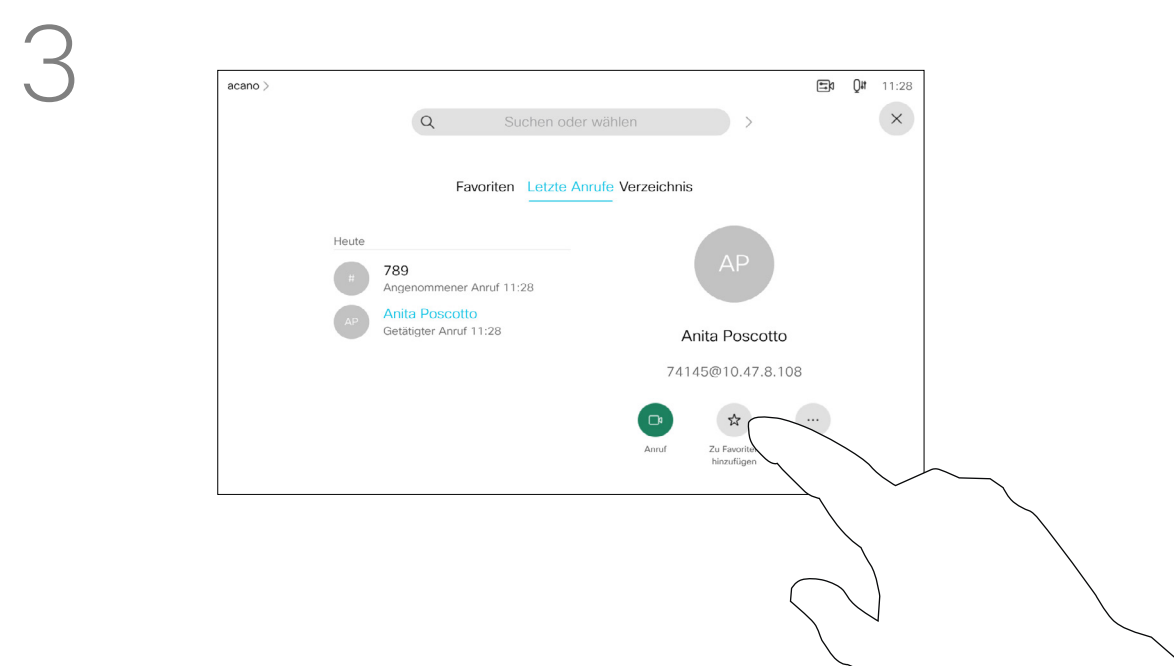 3
acano >
11:28
Suchen oder wählen
Favoriten Letzte Anrufe Verzeichnis
Heute
#
789
Angenommener Anruf 11:28
AP
Anita Poscotto
Getätigter Anruf 11:28
AP
Anita Poscotto
74145@10.47.8.108
Anruf
Zu Favorite
hinzufügen